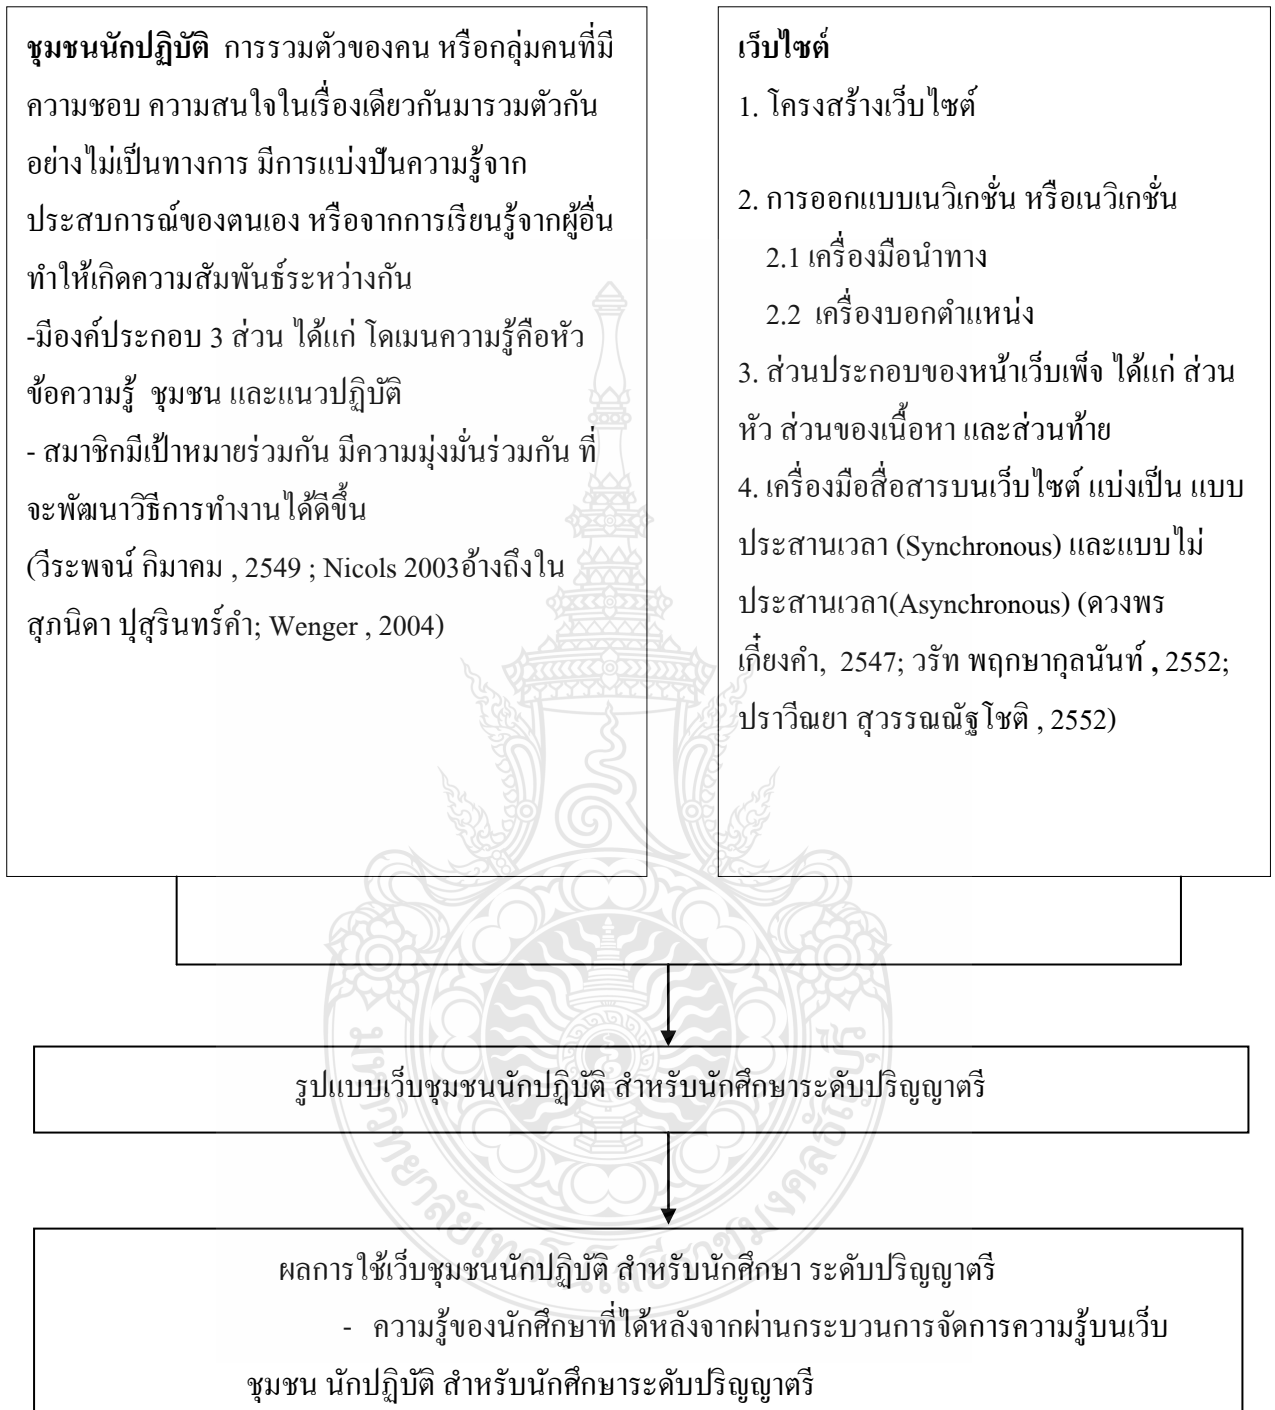 ชุมชนนักปฏิบัติ การรวมตัวของคน หรือกลุ่มคนที่มี
ความชอบ ความสนใจในเรื่องเดียวกันมารวมตัวกัน
อย่างไม่เป็นทางการ มีการแบ่งปันความรู้จาก
ประสบการณ์ของตนเอง หรือจากการเรียนรู้จากผู้อื่น
ทำให้เกิดความสัมพันธ์ระหว่างกัน
-มีองค์ประกอบ 3 ส่วน ได้แก่ โดเมนความรู้คือหัว
ข้อความรู้ ชุมชน และแนวปฏิบัติ
- สมาชิกมีเป้าหมายร่วมกัน มีความมุ่งมั่นร่วมกัน ที่
จะพัฒนาวิธีการทำงานได้ดีขึ้น
(วีระพจน์ กิมาคม , 2549 ; Nicols 2003อ้างถึงใน
สุภนิดา ปุสุรินทร์คำ; Wenger , 2004)
เว็บไซต์
1. โครงสร้างเว็บไซต์
2. การออกแบบเนวิเกชั่น หรือเนวิเกชั่น
2.1 เครื่องมือนำทาง
2.2 เครื่องบอกตำแหน่ง
3. ส่วนประกอบของหน้าเว็บเพ็จ ได้แก่ ส่วน
หัว ส่วนของเนื้อหา และส่วนท้าย
4. เครื่องมือสื่อสารบนเว็บไซต์ แบ่งเป็น แบบ
ประสานเวลา (Synchronous) และแบบไม่
ประสานเวลา(Asynchronous) (ดวงพร
เกี๋ยงคำ, 2547; วรัท พฤกษากุลนันท์ , 2552;
ปราวีณยา สุวรรณณัฐโชติ , 2552)
รูปแบบเว็บชุมชนนักปฏิบัติ สำหรับนักศึกษาระดับปริญญาตรี
ผลการใช้เว็บชุมชนนักปฏิบัติ สำหรับนักศึกษา ระดับปริญญาตรี
- ความรู้ของนักศึกษาที่ได้หลังจากผ่านกระบวนการจัดการความรู้บนเว็บ
ชุมชน นักปฏิบัติ สำหรับนักศึกษาระดับปริญญาตรี
มหาวิทยาลัยเทคโนโลยีราชมงคลธัญบุรี